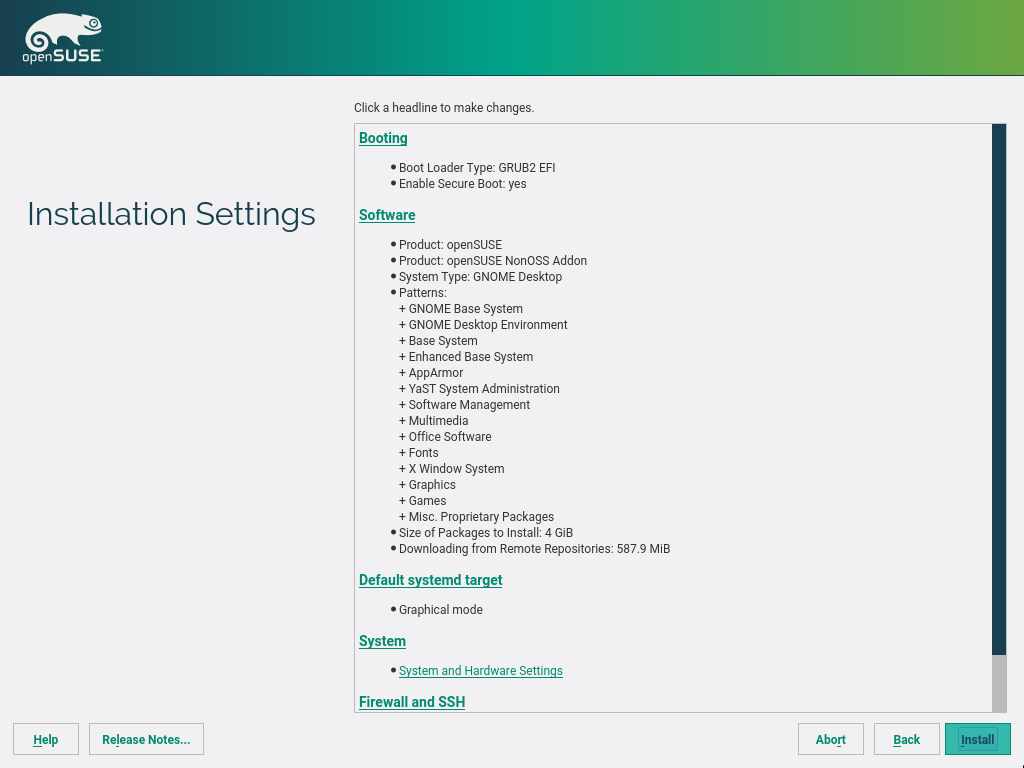 openSUSE
Click a headline to make changes.
Installation Settings
Booting
Boot Loader Type: GRUB2 EFI
Enable Secure Boot: yes
Software
Product: openSUSE
Product: openSUSE NonOSS Addon
System Type: GNOME Desktop
Patterns:
+ GNOME Base System
+ GNOME Desktop Environment
+ Base System
+ Enhanced Base System
+ AppArmor
+ YaST System Administration
+ Software Management
+ Multimedia
+ Office Software
+ Fonts
+ X Window System
+ Graphics
+ Games
+ Misc. Proprietary Packages
Size of Packages to Install: 4 GiB
Downloading from Remote Repositories: 587.9 MiB
Default systemd target
Graphical mode
System
System and Hardware Settings
Firewall and SSH
Help
Release Notes...
Abort
Back
Install